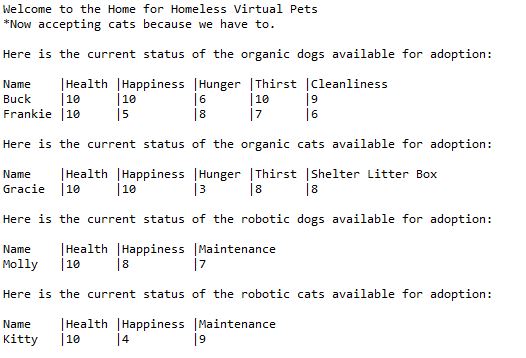 Welcome to the Home for Homeless Virtual Pets
*Now accepting cats because we have to.
Here is the current status of the organic dogs available for adoption:
Name    |Health |Happiness |Hunger |Thirst |Cleanliness
Buck    |10     |10        |6      |10     |9
Frankie |10     |5         |8      |7      |6
Here is the current status of the organic cats available for adoption:
Name    |Health |Happiness |Hunger |Thirst |Shelter Litter Box
Gracie  |10     |10        |3      |8      |8
Here is the current status of the robotic dogs available for adoption:
Name    |Health |Happiness |Maintenance
Molly   |10     |8         |7
Here is the current status of the robotic cats available for adoption:
Name    |Health |Happiness |Maintenance
Kitty   |10     |4         |9